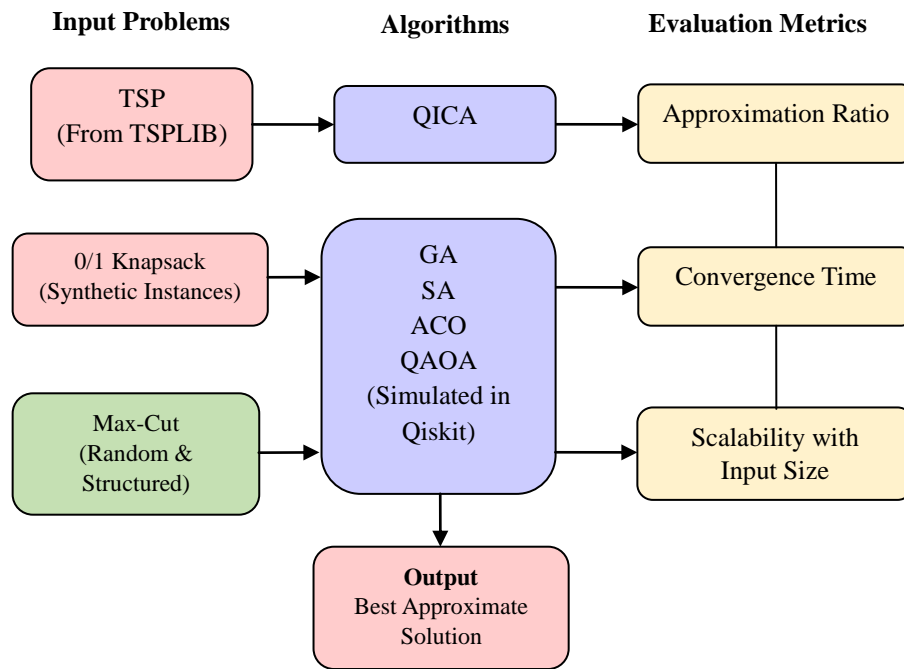 Input Problems
Algorithms
Evaluation Metrics
TSP
(From TSPLIB)
QICA
Approximation Ratio
0/1 Knapsack
(Synthetic Instances)
GA
SA
ACO
QAOA
(Simulated in
Qiskit)
Convergence Time
Max-Cut
(Random &
Structured)
Scalability with
Input Size
Output
Best Approximate
Solution